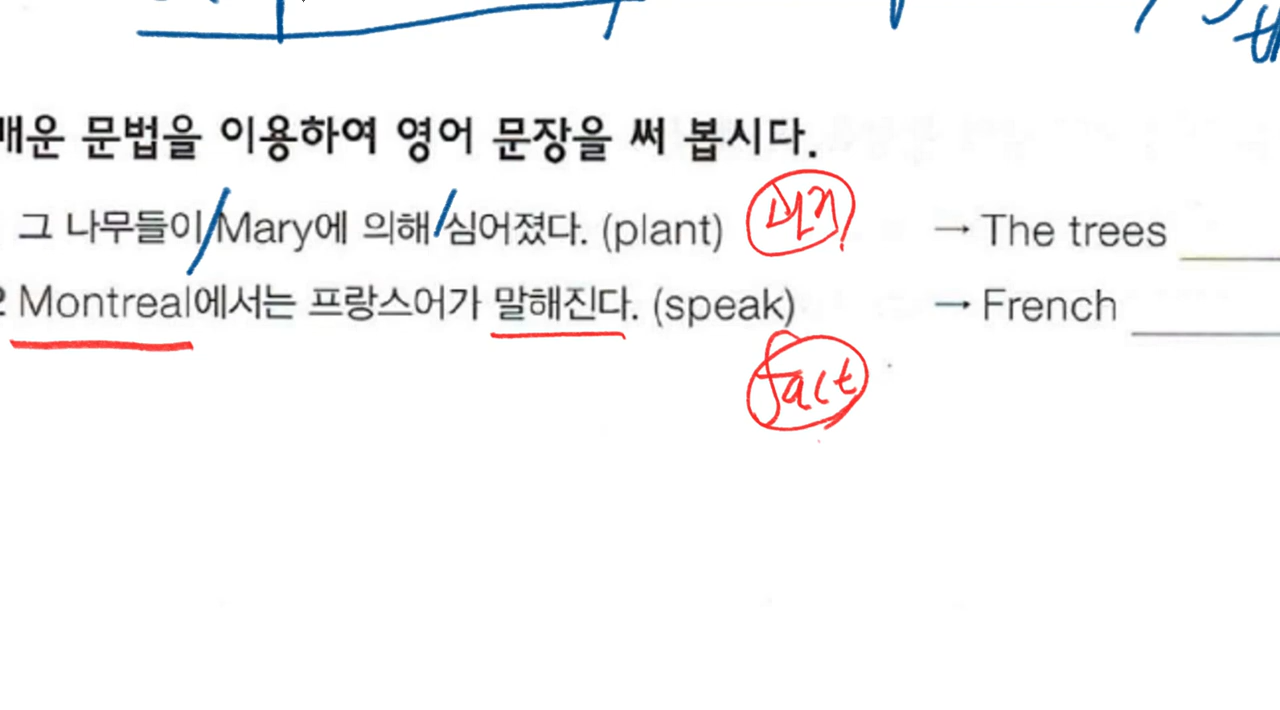 배운 문법을 이용하여 영어 문장을 써 봅시다.
그 나무들이/Mary에 의해/심어졌다. (plant) 과거! → The trees
2 Montreal에서는 프랑스어가 말해진다. (speak) → French
fact